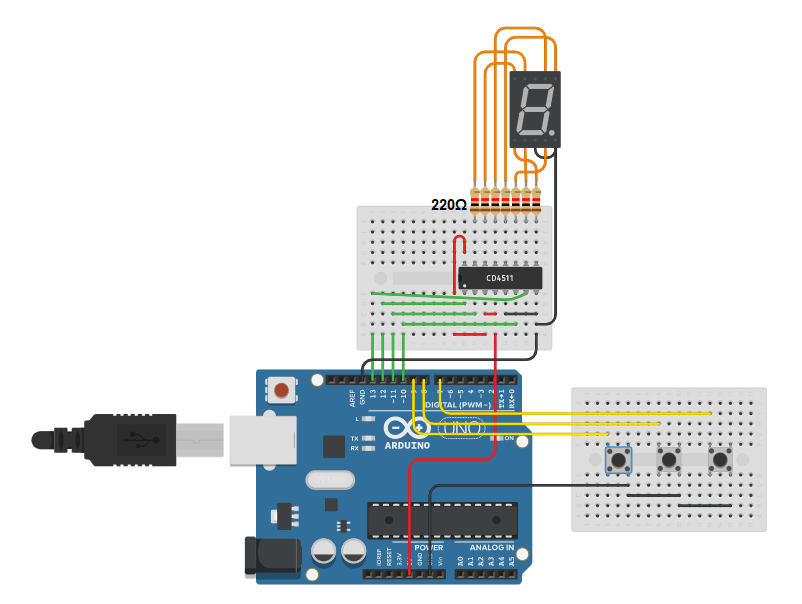 220Ω
CD4511
AREF
GND
13
12
~11
~10
~9
8
7
~6
~5
4
~3
2
TX→1
RX←0
DIGITAL (PWM~)
L
TX
RX
UNO
ON
ARDUINO
POWER
ANALOG IN
IOREF
RESET
3.3V
GND
Vin
A0
A1
A2
A3
A4
A5